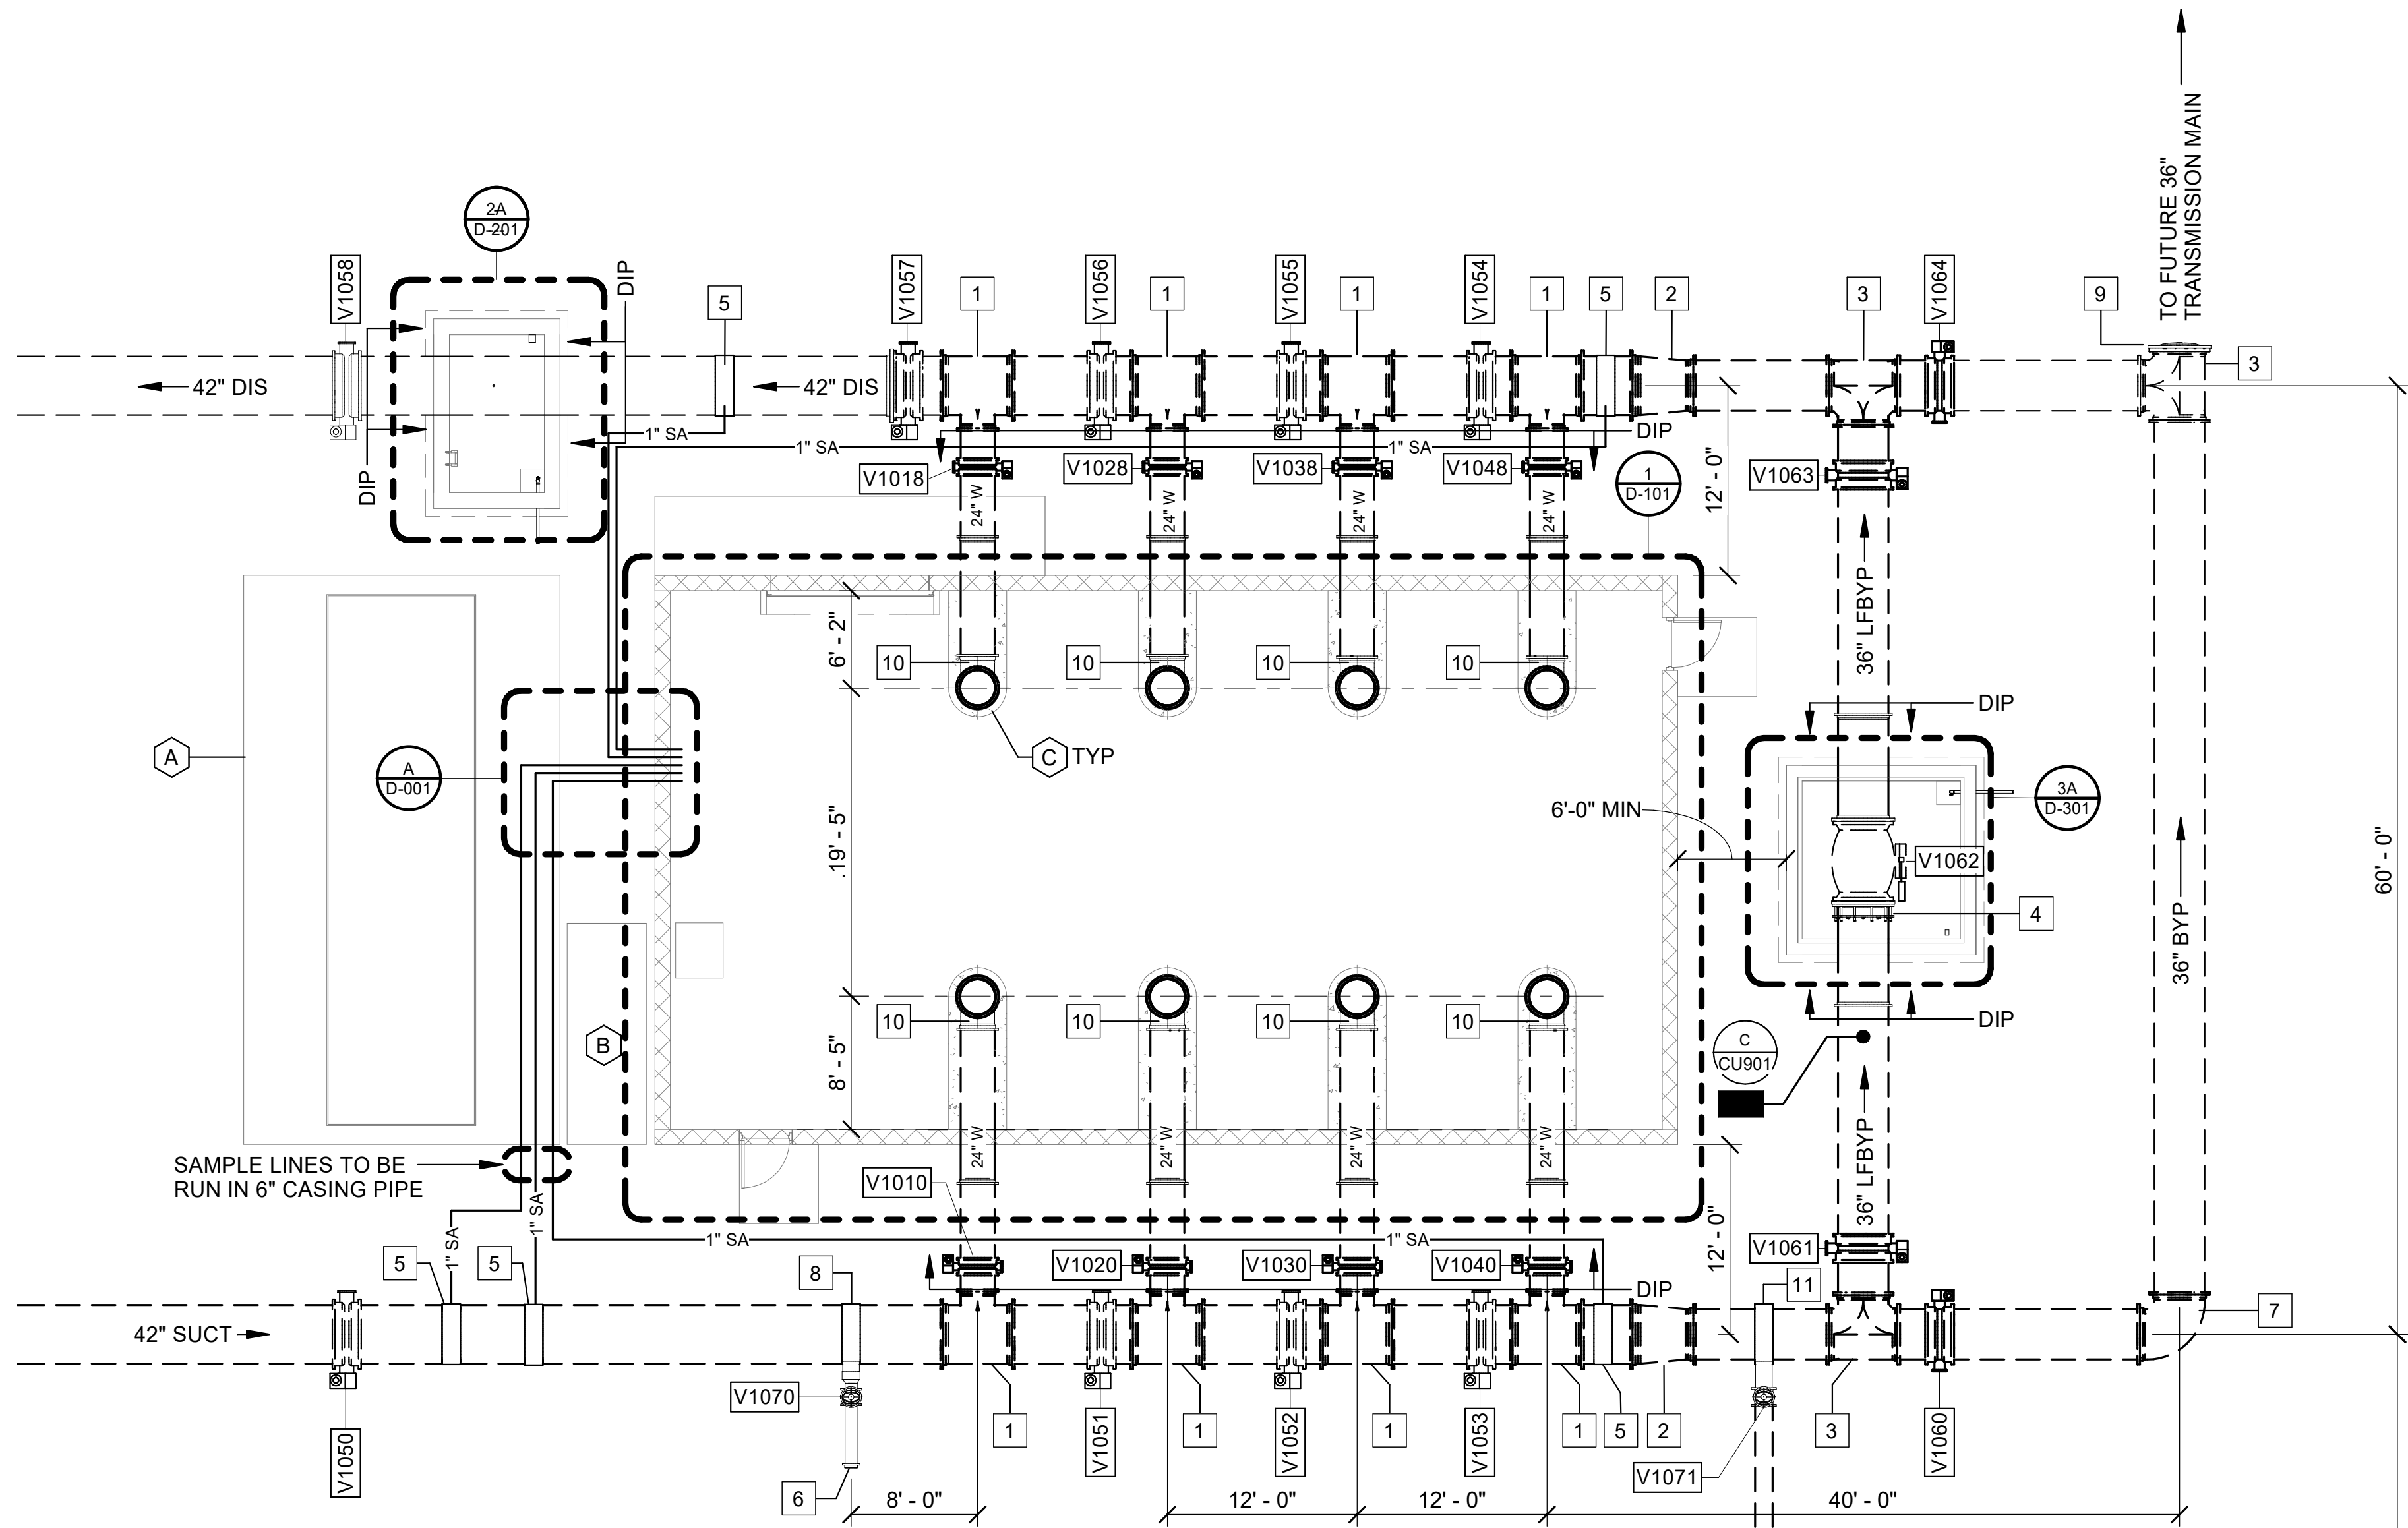 TO FUTURE 36"
TRANSMISSION MAIN
2A
D-201
DIP
V1058
5
V1057
1
V1056
1
V1055
1
V1054
1
5
2
3
V1064
9
3
42" DIS
42" DIS
1" SA
1" SA
1" SA
DIP
DIP
V1018
V1028
V1038
V1048
1
D-101
12' - 0"
V1063
24" W
24" W
24" W
24" W
36" LFBYP
6' - 2"
10
10
10
10
A
A
D-001
C
TYP
DIP
6'-0" MIN
3A
D-301
.19' - 5"
V1062
60' - 0"
4
36" BYP
10
10
10
10
DIP
B
8' - 5"
C
CU901
36" LFBYP
SAMPLE LINES TO BE
RUN IN 6" CASING PIPE
24" W
24" W
24" W
24" W
V1010
1" SA
1" SA
1" SA
1" SA
12' - 0"
5
5
8
V1020
V1030
V1040
V1061
DIP
11
7
42" SUCT
V1070
V1050
1
V1051
1
V1052
1
V1053
1
5
2
3
V1060
V1071
6
8' - 0"
12' - 0"
12' - 0"
40' - 0"